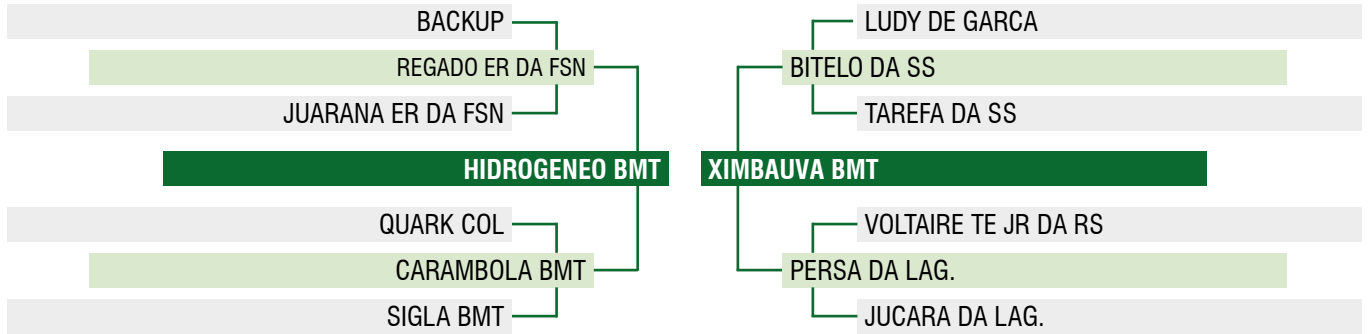 BACKUP
LUDY DE GARCA
REGADO ER DA FSN
BITELO DA SS
JUARANA ER DA FSN
TAREFA DA SS
HIDROGENEO BMT
XIMBAUVA BMT
QUARK COL
VOLTAIRE TE JR DA RS
CARAMBOLA BMT
PERSA DA LAG.
SIGLA BMT
JUCARA DA LAG.